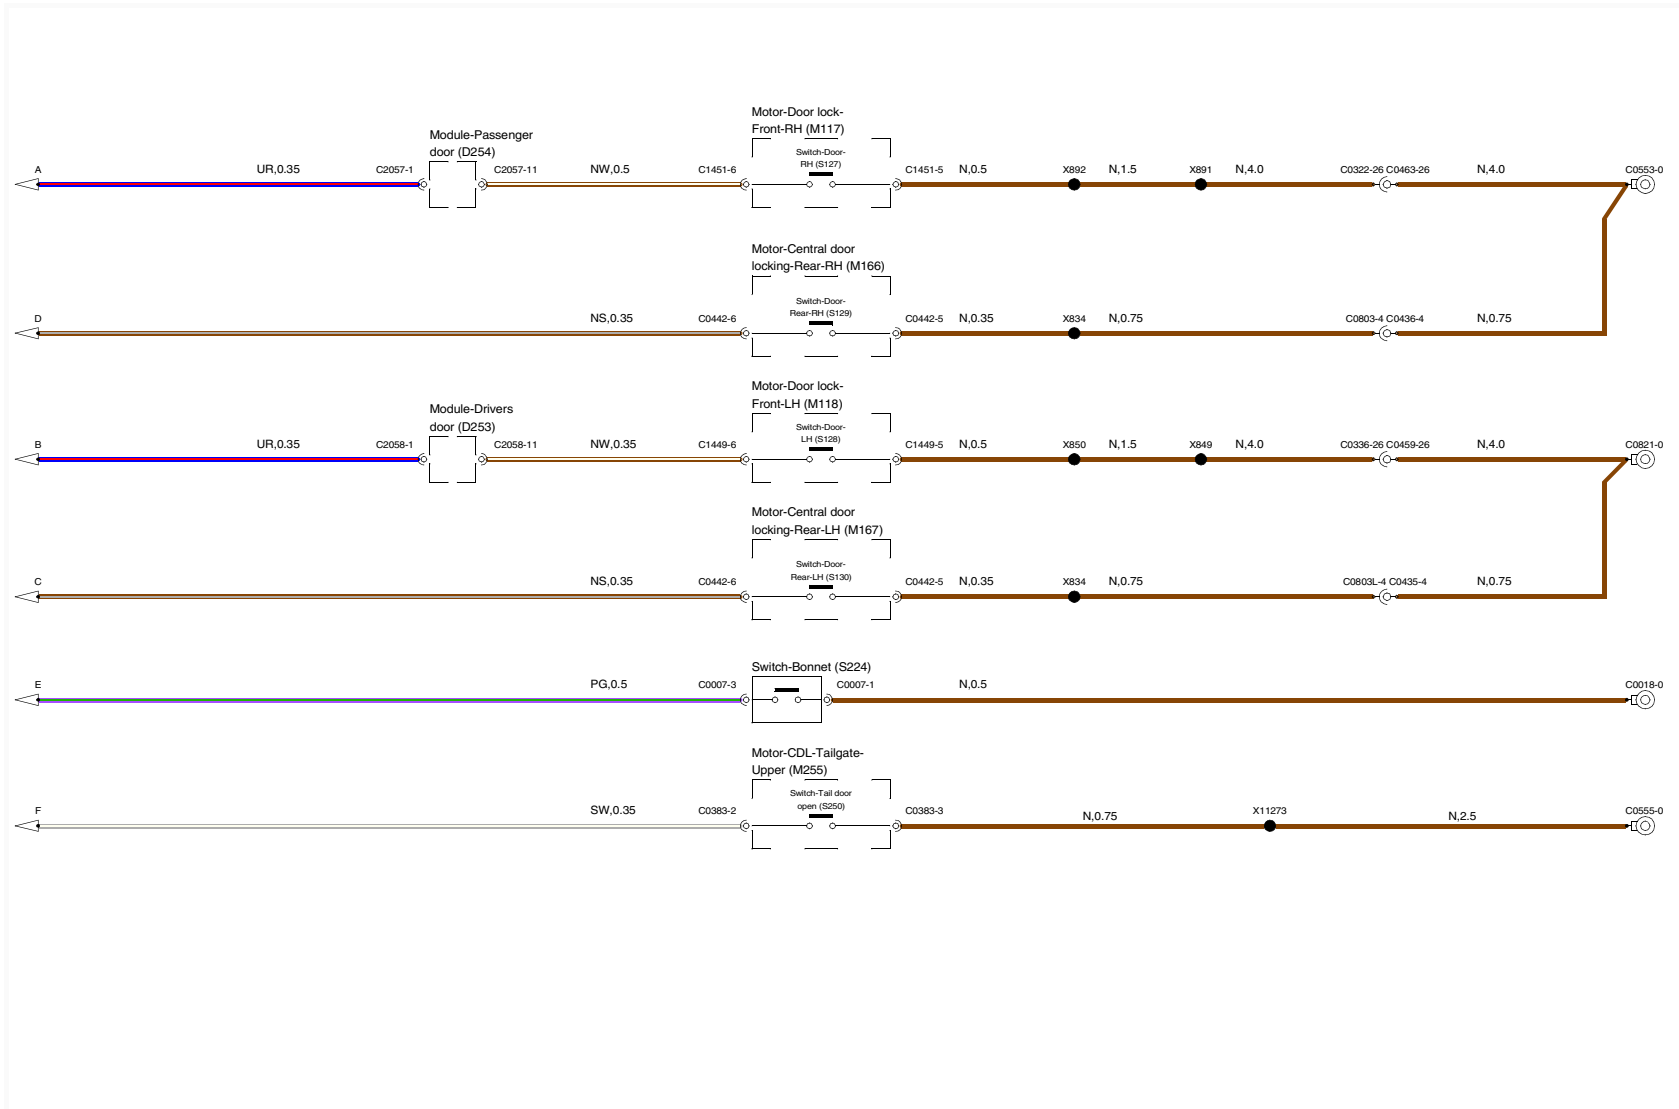 Motor-Door lock-
Front-RH (M117)
Module-Passenger
door (D254)
Switch-Door-
RH (S127)
A UR,0.35 C2057-1 C2057-11 NW,0.5 C1451-6 C1451-5 N,0.5 X892 N,1.5 X891 N,4.0 C0322-26 C0463-26 N,4.0 C0553-0
Motor-Central door
locking-Rear-RH (M166)
Switch-Door-
Rear-RH (S129)
D NS,0.35 C0442-6 C0442-5 N,0.35 X834 N,0.75 C0803-4 C0436-4 N,0.75
Motor-Door lock-
Front-LH (M118)
Module-Drivers
door (D253)
Switch-Door-
LH (S128)
B UR,0.35 C2058-1 C2058-11 NW,0.35 C1449-6 C1449-5 N,0.5 X850 N,1.5 X849 N,4.0 C0336-26 C0459-26 N,4.0 C0821-0
Motor-Central door
locking-Rear-LH (M167)
Switch-Door-
Rear-LH (S130)
C NS,0.35 C0442-6 C0442-5 N,0.35 X834 N,0.75 C0803L-4 C0435-4 N,0.75
Switch-Bonnet (S224)
E PG,0.5 C0007-3 C0007-1 N,0.5 C0018-0
Motor-CDL-Tailgate-
Upper (M255)
Switch-Tail door
open (S250)
F SW,0.35 C0383-2 C0383-3 N,0.75 X11273 N,2.5 C0555-0